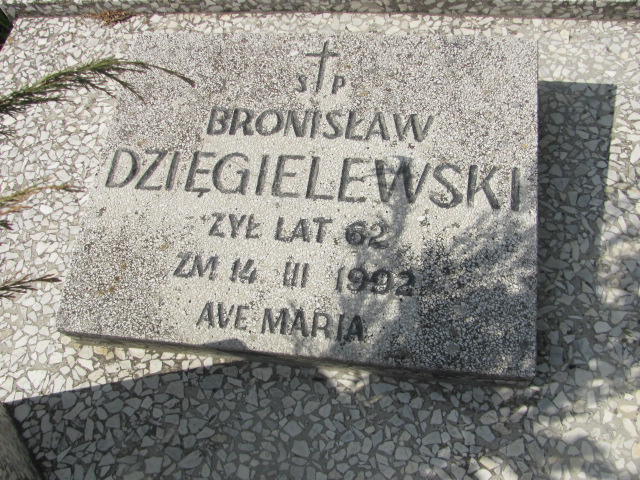 S P
BRONISŁAW
DZIĘGIELEWSKI
ŻYŁ LAT 62
ZM 14 III 1992
AVE MARIA